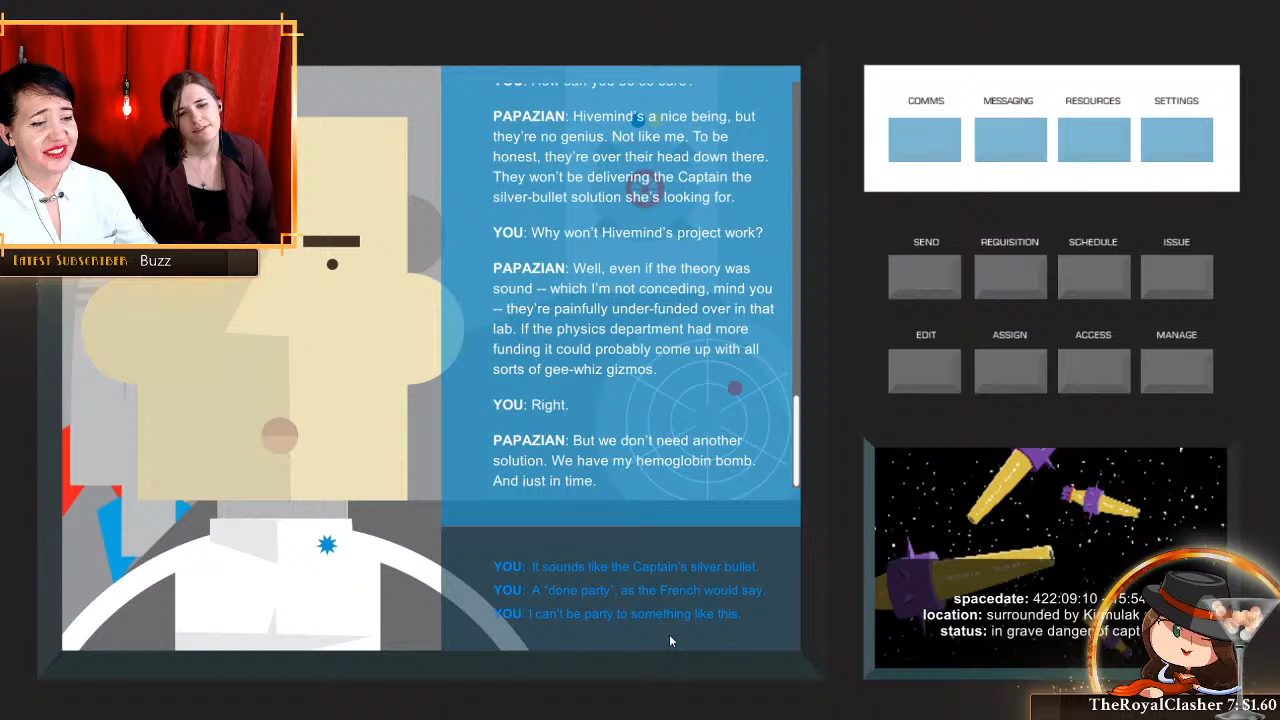 PAPAZIAN: Hivemind's a nice being, but
they're no genius. Not like me. To be
honest, they're over their head down there.
They won't be delivering the Captain the
silver-bullet solution she's looking for.
YOU: Why won't Hivemind's project work?
PAPAZIAN: Well, even if the theory was
sound -- which I'm not conceding, mind you
-- they're painfully under-funded over in that
lab. If the physics department had more
funding it could probably come up with all
sorts of gee-whiz gizmos.
YOU: Right.
PAPAZIAN: But we don't need another
solution. We have my hemoglobin bomb.
And just in time.
YOU: It sounds like the Captain's silver bullet.
YOU: A "done party", as the French would say.
YOU: I can't be party to something like this.
LATEST SUBSCRIBER Buzz
COMMS MESSAGING RESOURCES SETTINGS
SEND REQUISITION SCHEDULE ISSUE
EDIT ASSIGN ACCESS MANAGE
spacedate: 422:09:10 - 15:54
location: surrounded by
status: in grave danger of capt
TheRoyalClasher 7: $1.60